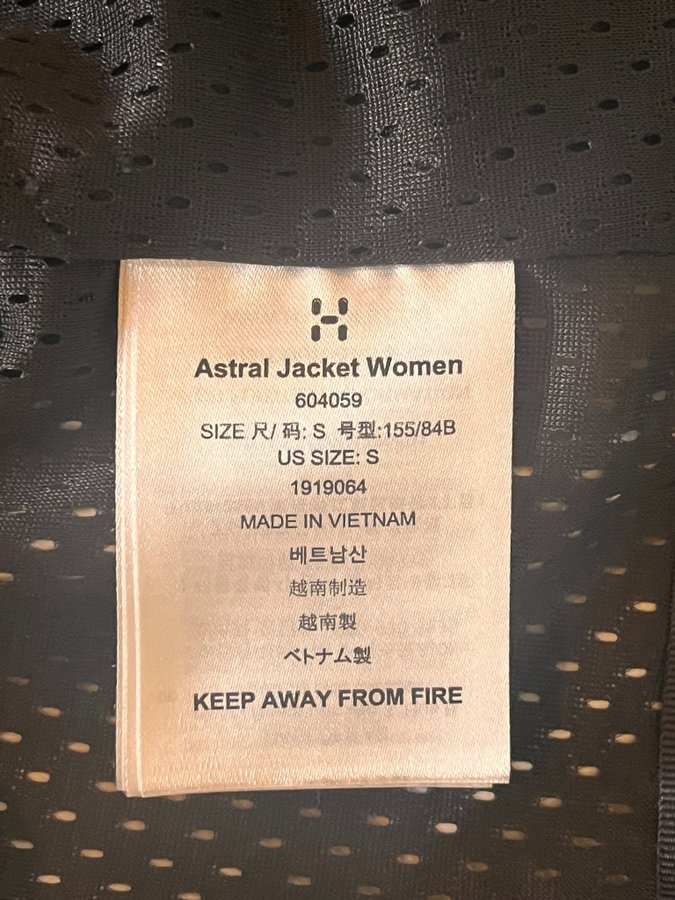 Astral Jacket Women
604059
SIZE 尺/ 码: S 号型:155/84B
US SIZE: S
1919064
MADE IN VIETNAM
베트남산
越南制造
越南製
ベトナム製
KEEP AWAY FROM FIRE